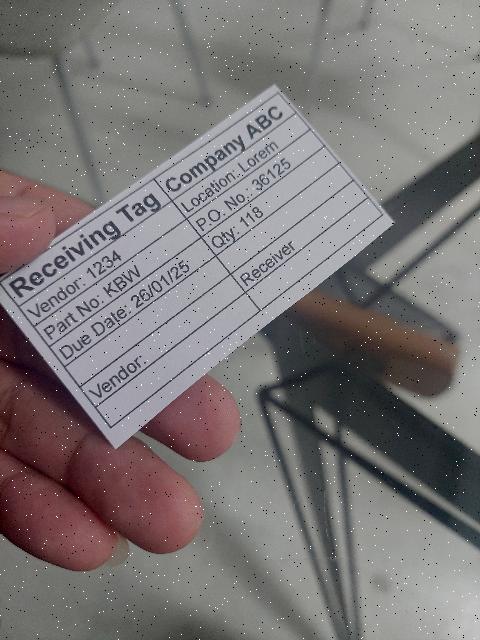 Receiving Tag Company ABC
Vendor: 1234 Location: Lorem
Part No: KBW P.O. No.: 36125
Due Date: 26/01/25 Qty: 118
Vendor: Receiver